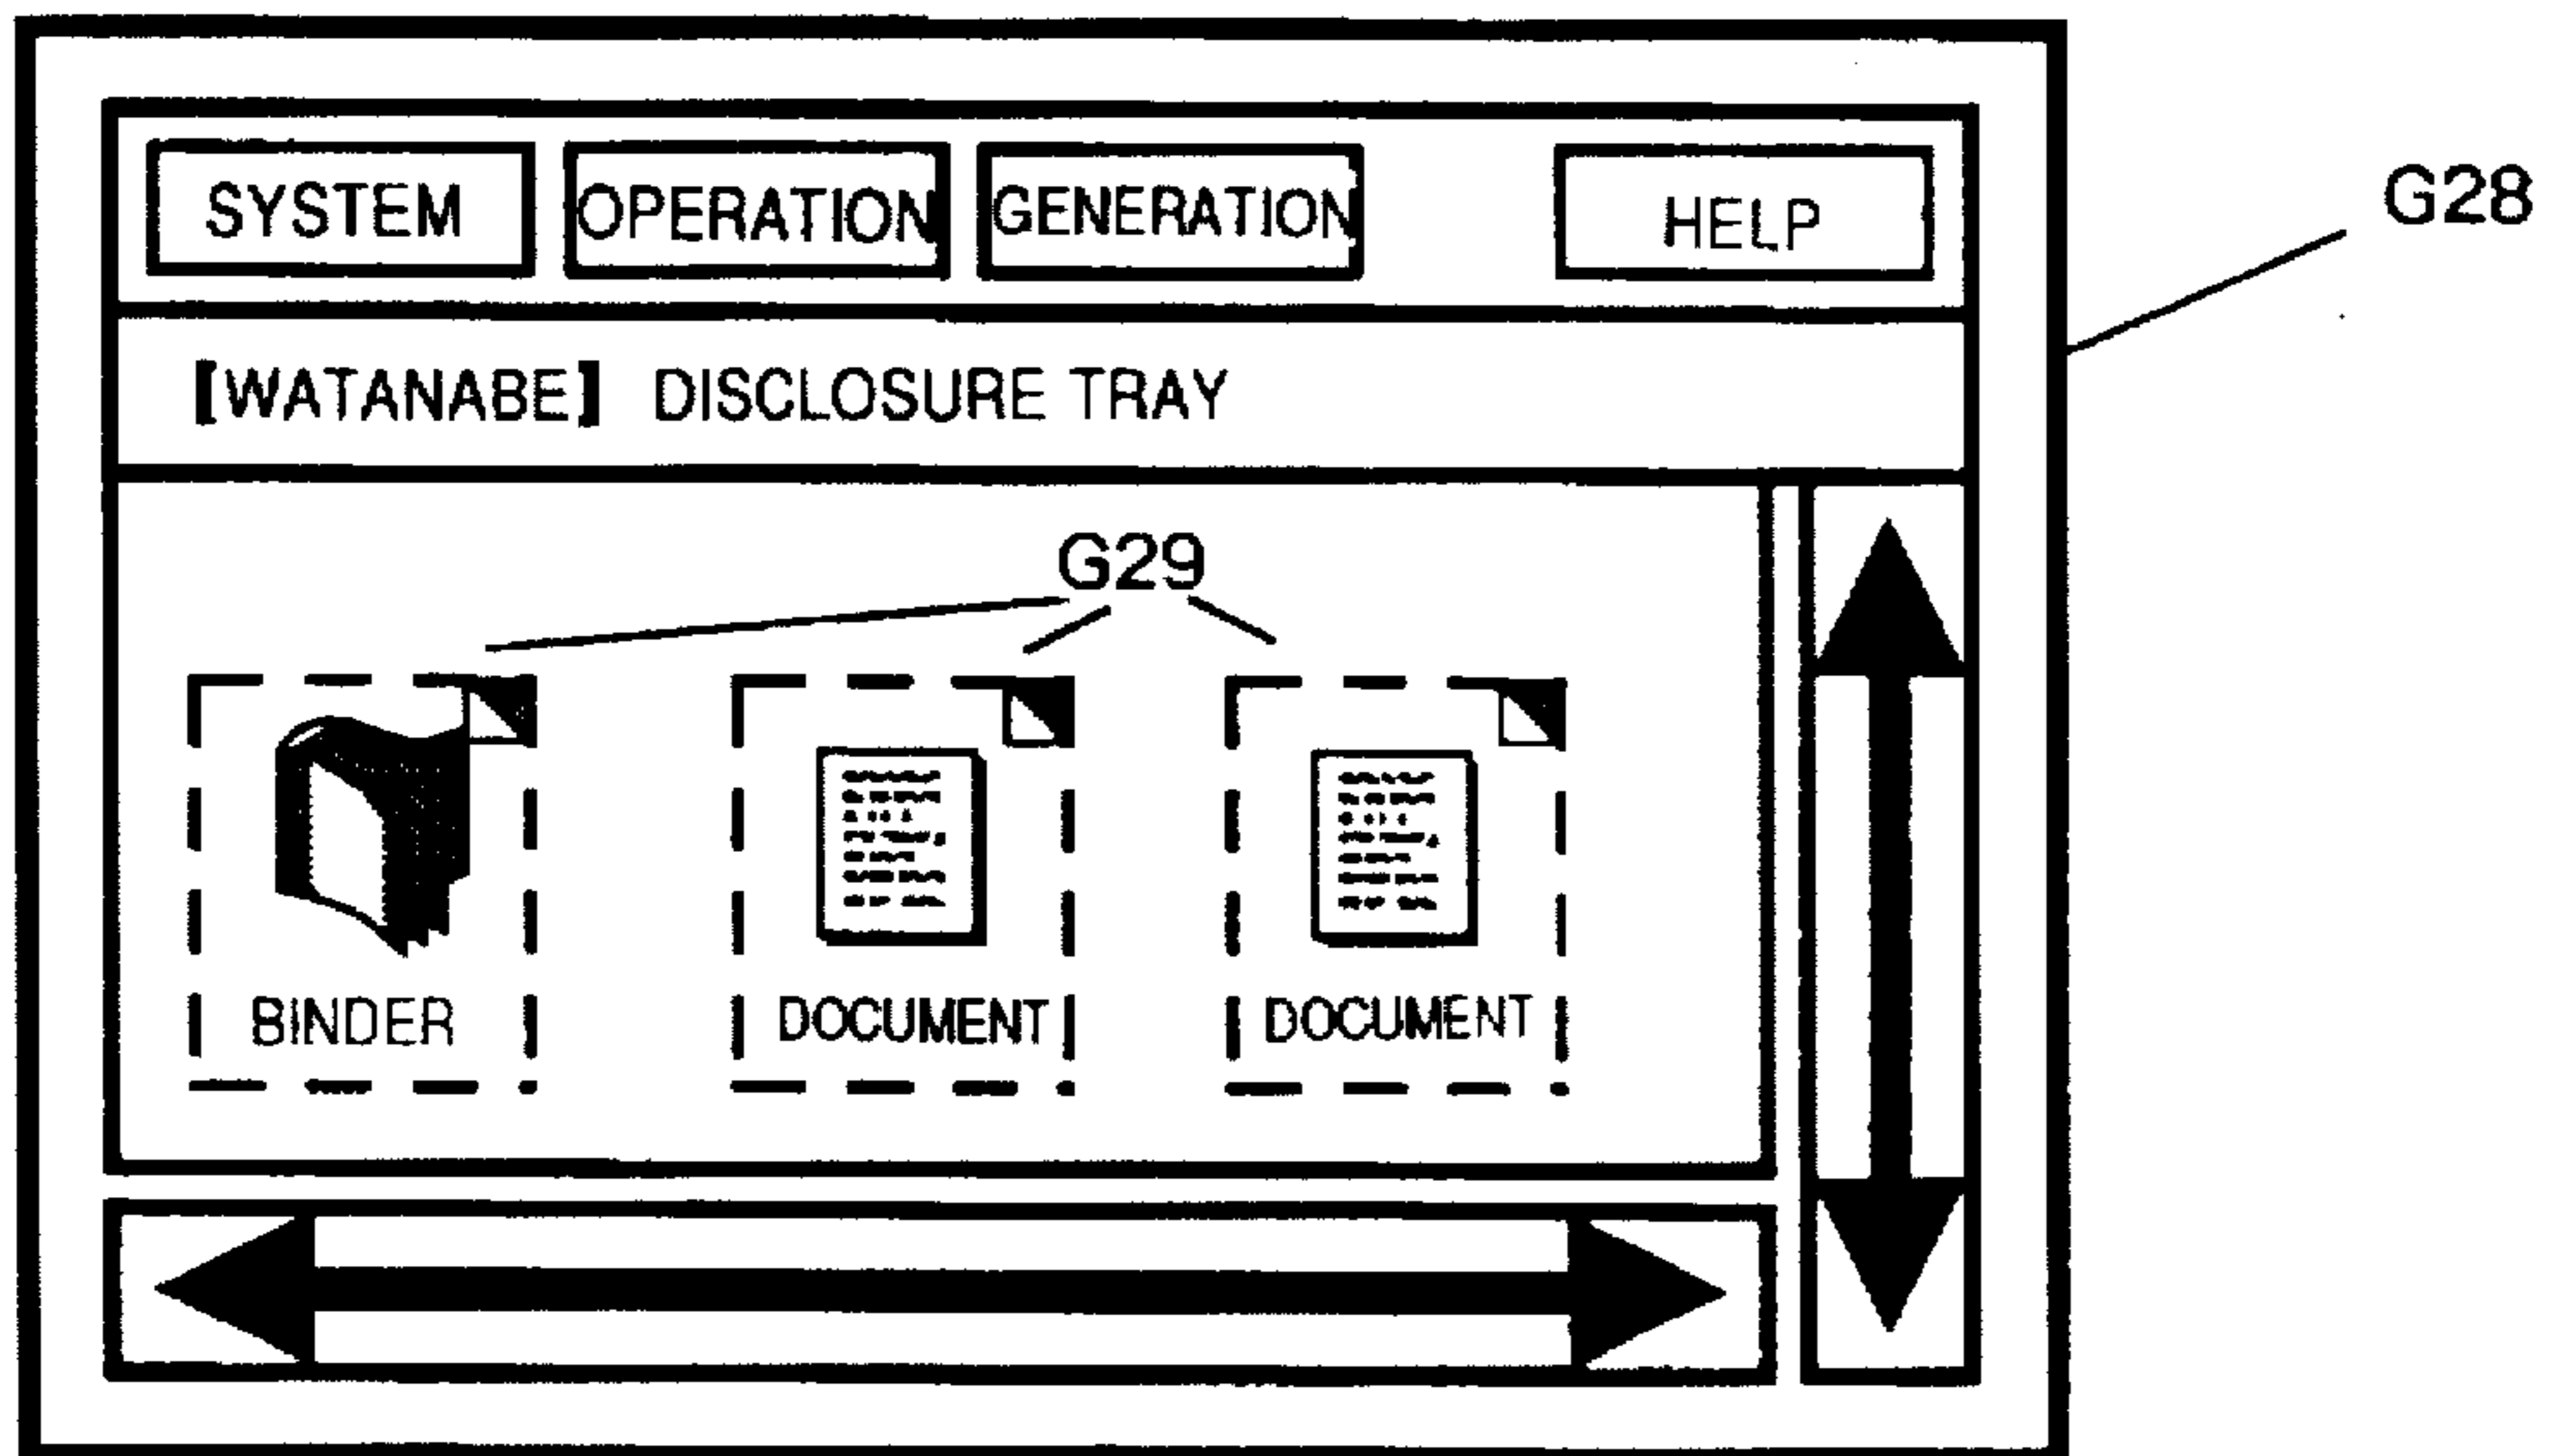 SYSTEM OPERATION GENERATION HELP
G28
【WATANABE】 DISCLOSURE TRAY
G29
BINDER DOCUMENT DOCUMENT